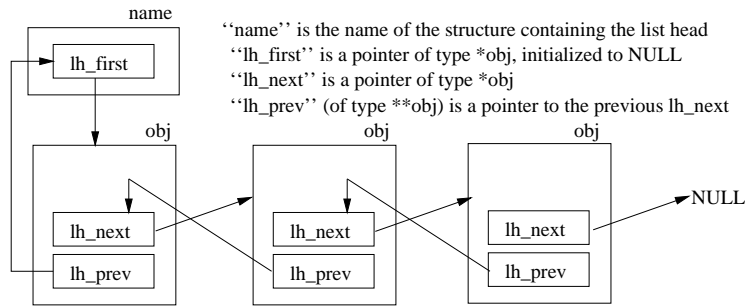 name
‘‘name’’ is the name of the structure containing the list head
lh_first
‘‘lh_first’’ is a pointer of type *obj, initialized to NULL
‘‘lh_next’’ is a pointer of type *obj
‘‘lh_prev’’ (of type **obj) is a pointer to the previous lh_next
obj
obj
obj
NULL
lh_next
lh_next
lh_next
lh_prev
lh_prev
lh_prev